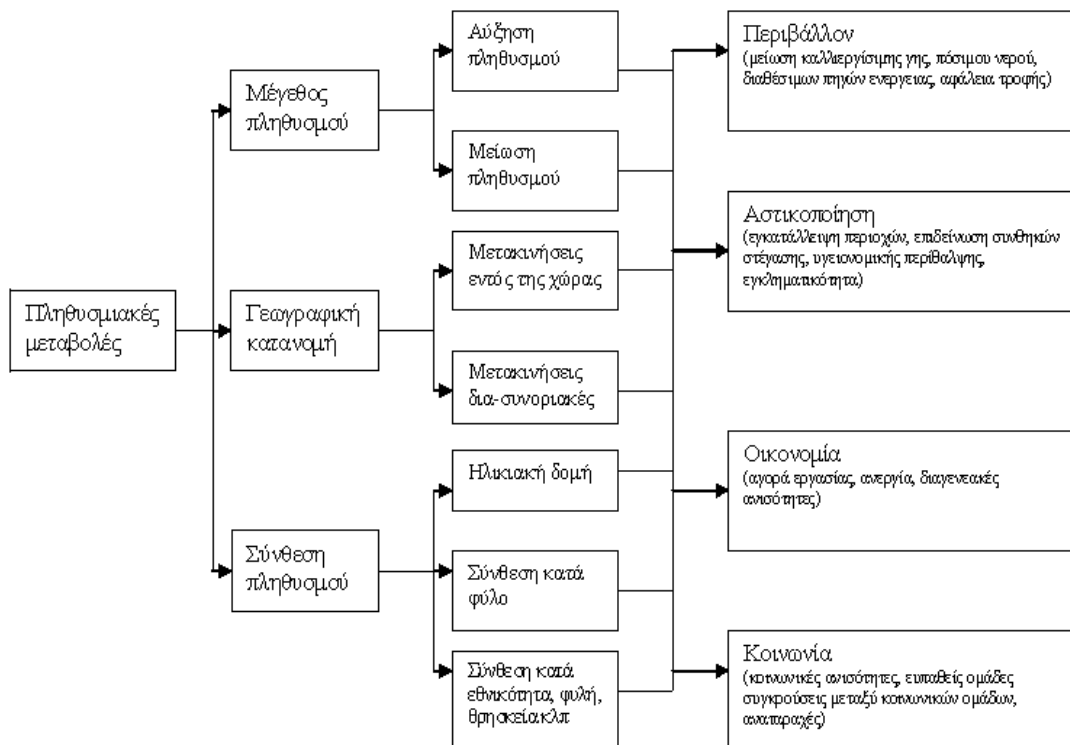 Πληθυσμιακές
μεταβολές
Μέγεθος
πληθυσμού
Γεωγραφική
κατανομή
Σύνθεση
πληθυσμού
Αύξηση
πληθυσμού
Μείωση
πληθυσμού
Μετακινήσεις
εντός της χώρας
Μετακινήσεις
δια-συνοριακές
Ηλικιακή δομή
Σύνθεση κατά
φύλο
Σύνθεση κατά
εθνικότητα, φυλή,
θρησκεία κλπ
Περιβάλλον
(μείωση καλλιεργίσιμης γης, πόσιμου νερού,
διαθέσιμων πηγών ενεργειας, αφάλεια τροφής)
Αστικοποίηση
(εγκατάλλειψη περιοχών, επιδείνωση συνθηκών
στέγασης, υγειονομικής περίθαλψης,
εγκληματικότητα)
Οικονομία
(αγορά εργασίας, ανεργία, διαγενεακές
ανισότητες)
Κοινωνία
(κοινωνικές ανισότητες, ευπαθείς ομάδες
συγκρούσεις μεταξύ κοινωνικών ομάδων,
αναταραχές)